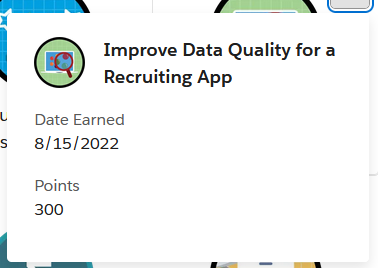 Improve Data Quality for a
Recruiting App
Date Earned
8/15/2022
Points
300